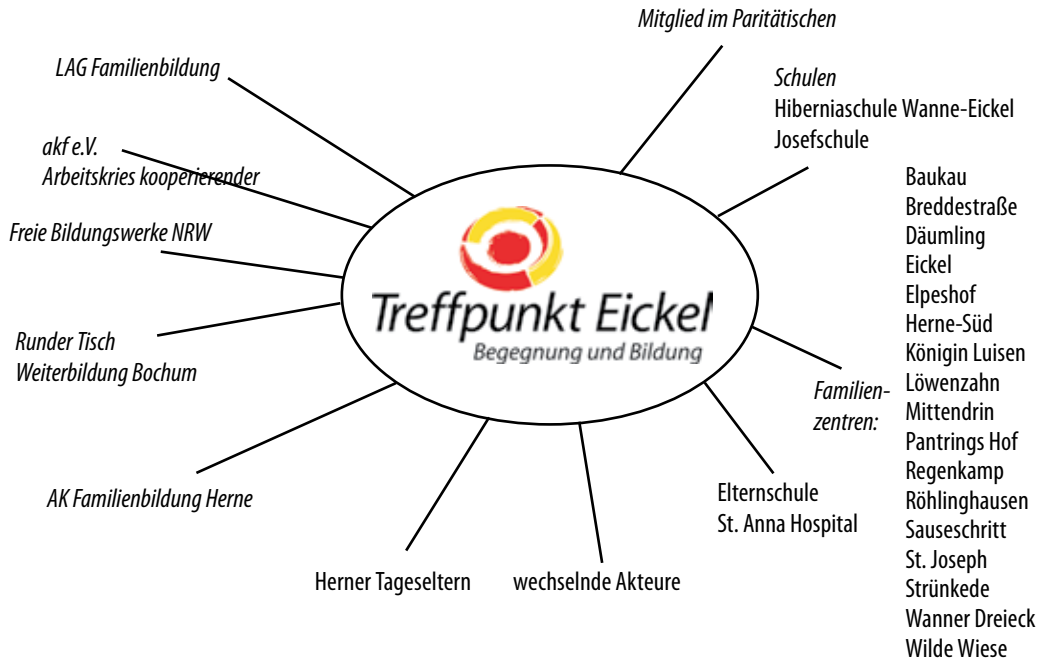 Mitglied im Paritätischen
LAG Familienbildung
Schulen
Hiberniaschule Wanne-Eickel
Josefschule
akf e.V.
Arbeitskries kooperierender
Freie Bildungswerke NRW
Runder Tisch
Weiterbildung Bochum
AK Familienbildung Herne
Treffpunkt Eickel
Begegnung und Bildung
Herner Tageseltern
wechselnde Akteure
Elternschule
St. Anna Hospital
Familien-
zentren:
Baukau
Breddestraße
Däumling
Eickel
Elpeshof
Herne-Süd
Königin Luisen
Löwenzahn
Mittendrin
Pantrings Hof
Regenkamp
Röhlinghausen
Sauseschritt
St. Joseph
Strünkede
Wanner Dreieck
Wilde Wiese